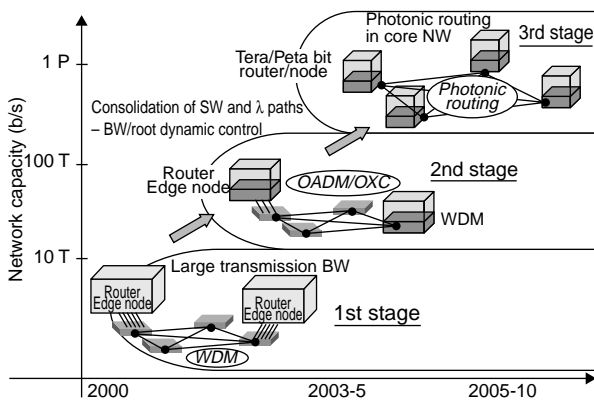 Photonic routing
in core NW
3rd stage
Tera/Peta bit
router/node
Photonic
routing
1 P
Consolidation of SW and λ paths
– BW/root dynamic control
Network capacity (b/s)
100 T
Router
Edge node
OADM/OXC
2nd stage
WDM
10 T
Large transmission BW
Router
Edge node
Router
Edge node
1st stage
WDM
2000
2003-5
2005-10